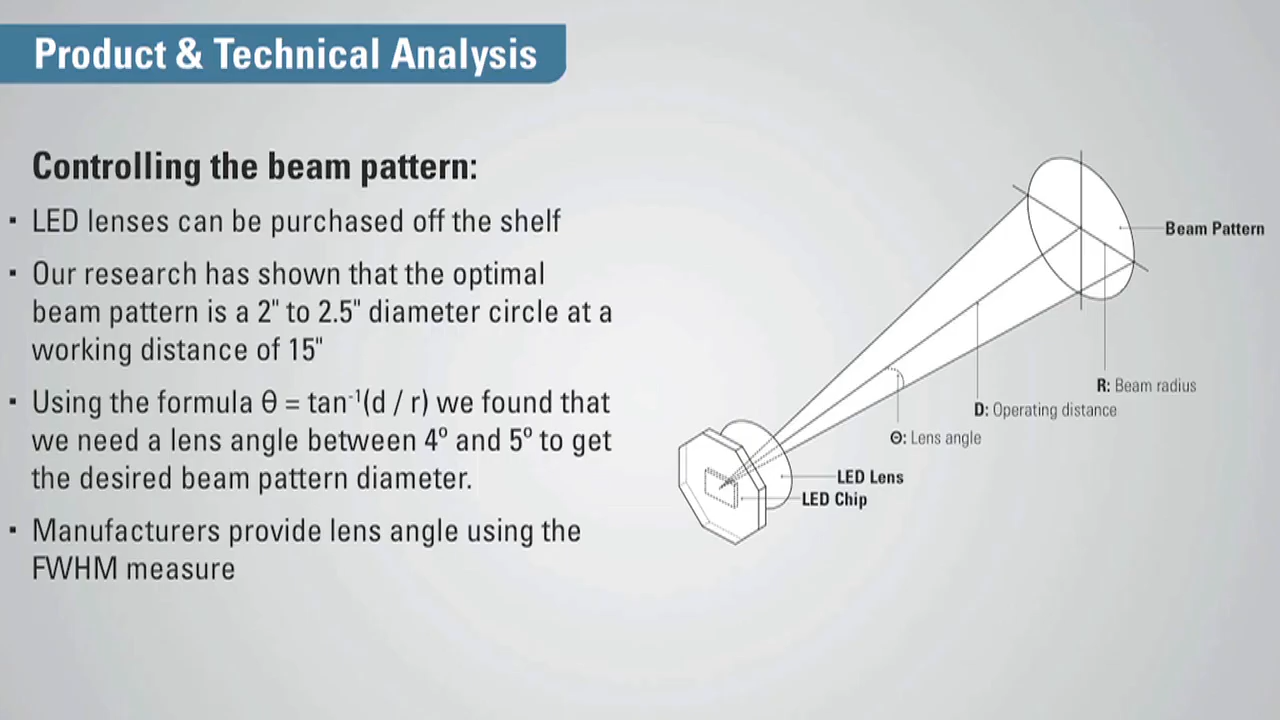 Product & Technical Analysis
Controlling the beam pattern:
▪ LED lenses can be purchased off the shelf
▪ Our research has shown that the optimal
beam pattern is a 2" to 2.5" diameter circle at a
working distance of 15"
▪ Using the formula θ = tan⁻¹(d / r) we found that
we need a lens angle between 4º and 5º to get
the desired beam pattern diameter.
▪ Manufacturers provide lens angle using the
FWHM measure
Beam Pattern
R: Beam radius
D: Operating distance
Θ: Lens angle
LED Lens
LED Chip